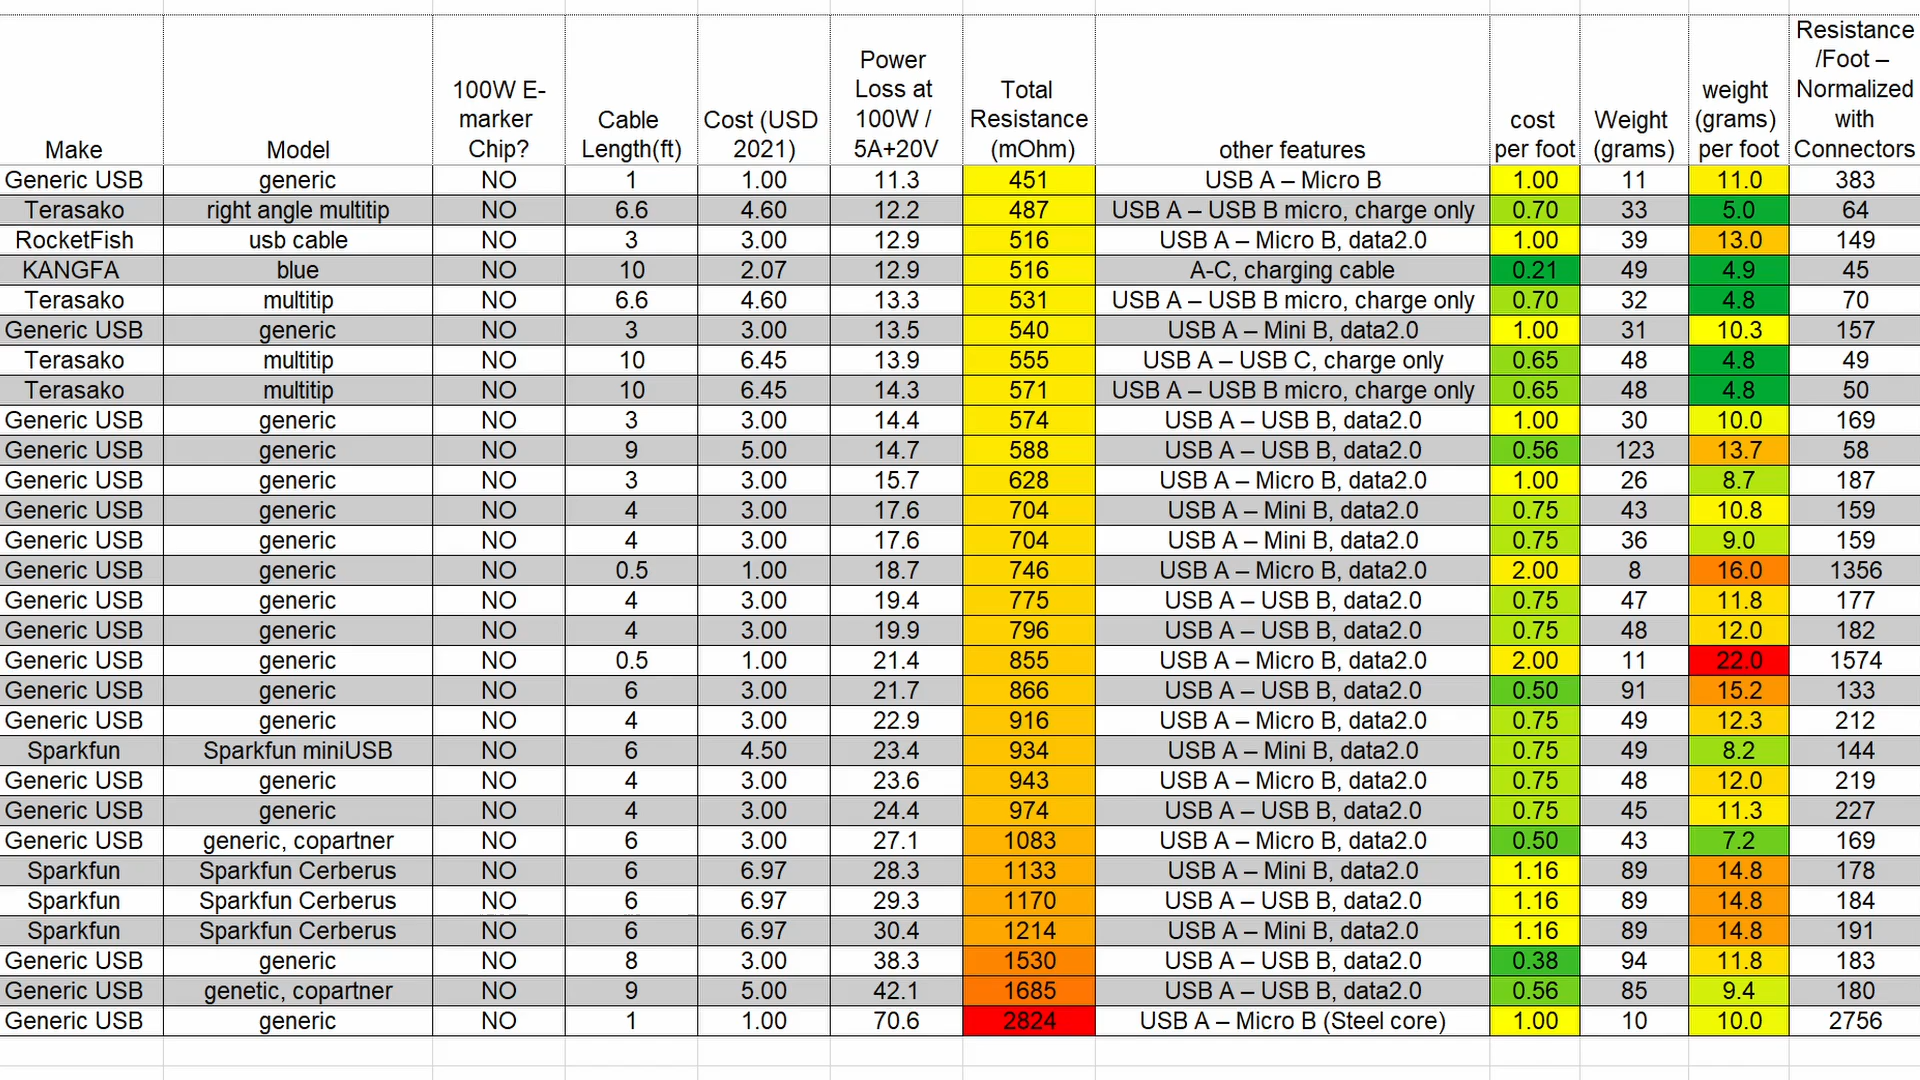 Make Model 100W E-marker Chip? Cable Length(ft) Cost (USD 2021) Power Loss at 100W / 5A+20V Total Resistance (mOhm) other features cost per foot Weight (grams) weight (grams) per foot Resistance /Foot – Normalized with Connectors
Generic USB generic NO 1 1.00 11.3 451 USB A – Micro B 1.00 11 11.0 383
Terasako right angle multitip NO 6.6 4.60 12.2 487 USB A – USB B micro, charge only 0.70 33 5.0 64
RocketFish usb cable NO 3 3.00 12.9 516 USB A – Micro B, data2.0 1.00 39 13.0 149
KANGFA blue NO 10 2.07 12.9 516 A-C, charging cable 0.21 49 4.9 45
Terasako multitip NO 6.6 4.60 13.3 531 USB A – USB B micro, charge only 0.70 32 4.8 70
Generic USB generic NO 3 3.00 13.5 540 USB A – Mini B, data2.0 1.00 31 10.3 157
Terasako multitip NO 10 6.45 13.9 555 USB A – USB C, charge only 0.65 48 4.8 49
Terasako multitip NO 10 6.45 14.3 571 USB A – USB B micro, charge only 0.65 48 4.8 50
Generic USB generic NO 3 3.00 14.4 574 USB A – USB B, data2.0 1.00 30 10.0 169
Generic USB generic NO 9 5.00 14.7 588 USB A – USB B, data2.0 0.56 123 13.7 58
Generic USB generic NO 3 3.00 15.7 628 USB A – Micro B, data2.0 1.00 26 8.7 187
Generic USB generic NO 4 3.00 17.6 704 USB A – Mini B, data2.0 0.75 43 10.8 159
Generic USB generic NO 4 3.00 17.6 704 USB A – Mini B, data2.0 0.75 36 9.0 159
Generic USB generic NO 0.5 1.00 18.7 746 USB A – Micro B, data2.0 2.00 8 16.0 1356
Generic USB generic NO 4 3.00 19.4 775 USB A – USB B, data2.0 0.75 47 11.8 177
Generic USB generic NO 4 3.00 19.9 796 USB A – USB B, data2.0 0.75 48 12.0 182
Generic USB generic NO 0.5 1.00 21.4 855 USB A – Micro B, data2.0 2.00 11 22.0 1574
Generic USB generic NO 6 3.00 21.7 866 USB A – USB B, data2.0 0.50 91 15.2 133
Generic USB generic NO 4 3.00 22.9 916 USB A – Micro B, data2.0 0.75 49 12.3 212
Sparkfun Sparkfun miniUSB NO 6 4.50 23.4 934 USB A – Mini B, data2.0 0.75 49 8.2 144
Generic USB generic NO 4 3.00 23.6 943 USB A – Micro B, data2.0 0.75 48 12.0 219
Generic USB generic NO 4 3.00 24.4 974 USB A – USB B, data2.0 0.75 45 11.3 227
Generic USB generic, copartner NO 6 3.00 27.1 1083 USB A – Micro B, data2.0 0.50 43 7.2 169
Sparkfun Sparkfun Cerberus NO 6 6.97 28.3 1133 USB A – Mini B, data2.0 1.16 89 14.8 178
Sparkfun Sparkfun Cerberus NO 6 6.97 29.3 1170 USB A – USB B, data2.0 1.16 89 14.8 184
Sparkfun Sparkfun Cerberus NO 6 6.97 30.4 1214 USB A – Mini B, data2.0 1.16 89 14.8 191
Generic USB generic NO 8 3.00 38.3 1530 USB A – USB B, data2.0 0.38 94 11.8 183
Generic USB genetic, copartner NO 9 5.00 42.1 1685 USB A – USB B, data2.0 0.56 85 9.4 180
Generic USB generic NO 1 1.00 70.6 2824 USB A – Micro B (Steel core) 1.00 10 10.0 2756